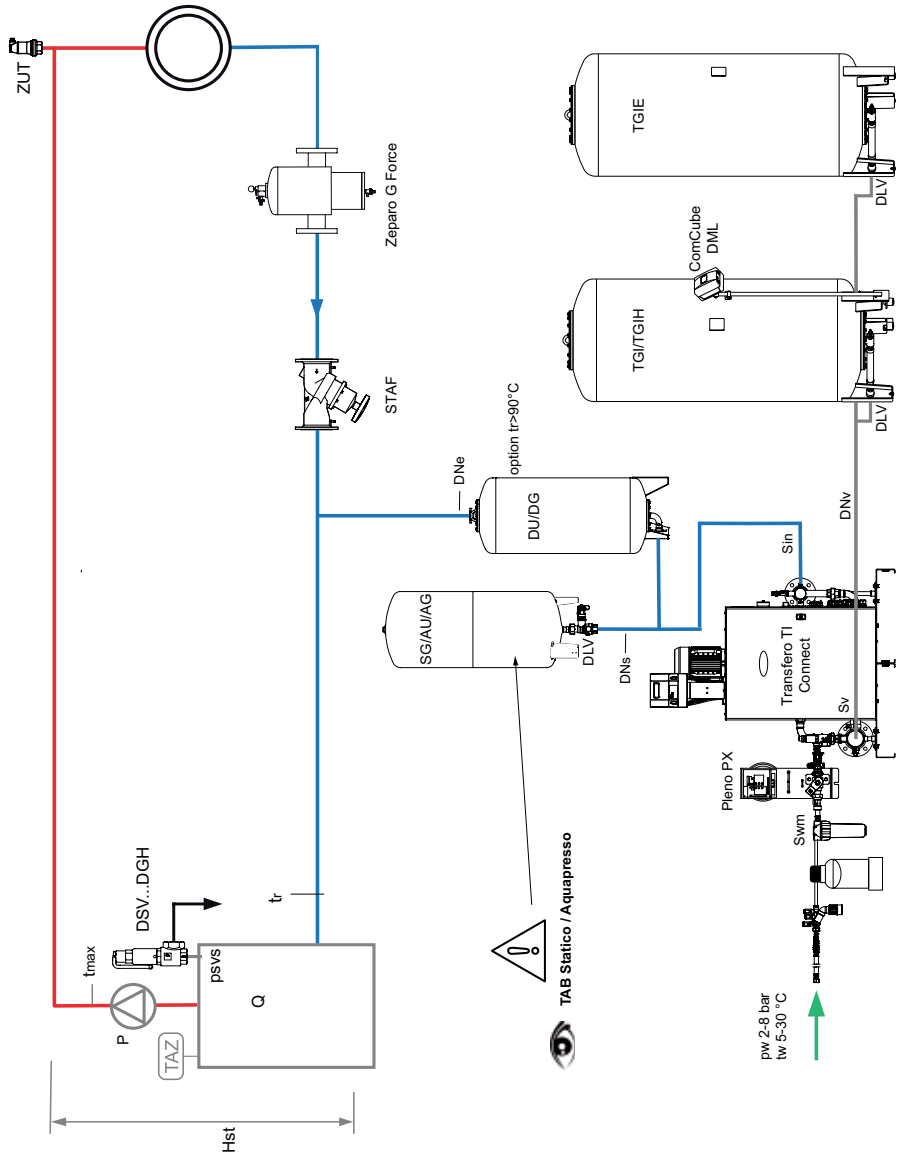 ZUT
Zeparo G Force
STAF
DNe
option tr>90°C
DU/DG
SG/AU/AG
DLV
DNs
TGIE
DLV
ComCube
DML
TGI/TGIH
DLV
DNv
Sin
Transfero TI
Connect
Sv
Pleno PX
Swm
pw 2-8 bar
tw 5-30 °C
TAB Statico / Aquapresso
tr
DSV...DGH
psvs
tmax
P
Q
TAZ
Hst